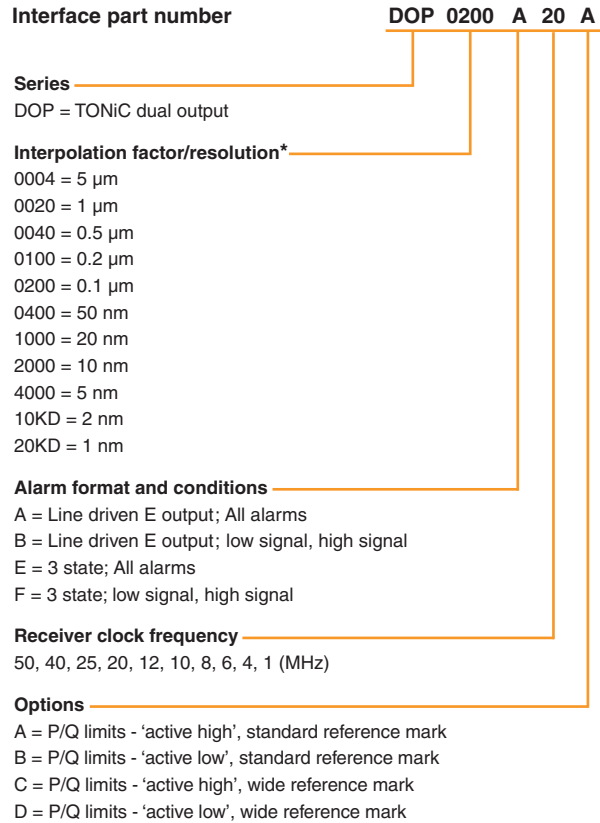 Interface part number DOP 0200 A 20 A
Series
DOP = TONiC dual output
Interpolation factor/resolution*
0004 = 5 µm
0020 = 1 µm
0040 = 0.5 µm
0100 = 0.2 µm
0200 = 0.1 µm
0400 = 50 nm
1000 = 20 nm
2000 = 10 nm
4000 = 5 nm
10KD = 2 nm
20KD = 1 nm
Alarm format and conditions
A = Line driven E output; All alarms
B = Line driven E output; low signal, high signal
E = 3 state; All alarms
F = 3 state; low signal, high signal
Receiver clock frequency
50, 40, 25, 20, 12, 10, 8, 6, 4, 1 (MHz)
Options
A = P/Q limits - ‘active high’, standard reference mark
B = P/Q limits - ‘active low’, standard reference mark
C = P/Q limits - ‘active high’, wide reference mark
D = P/Q limits - ‘active low’, wide reference mark